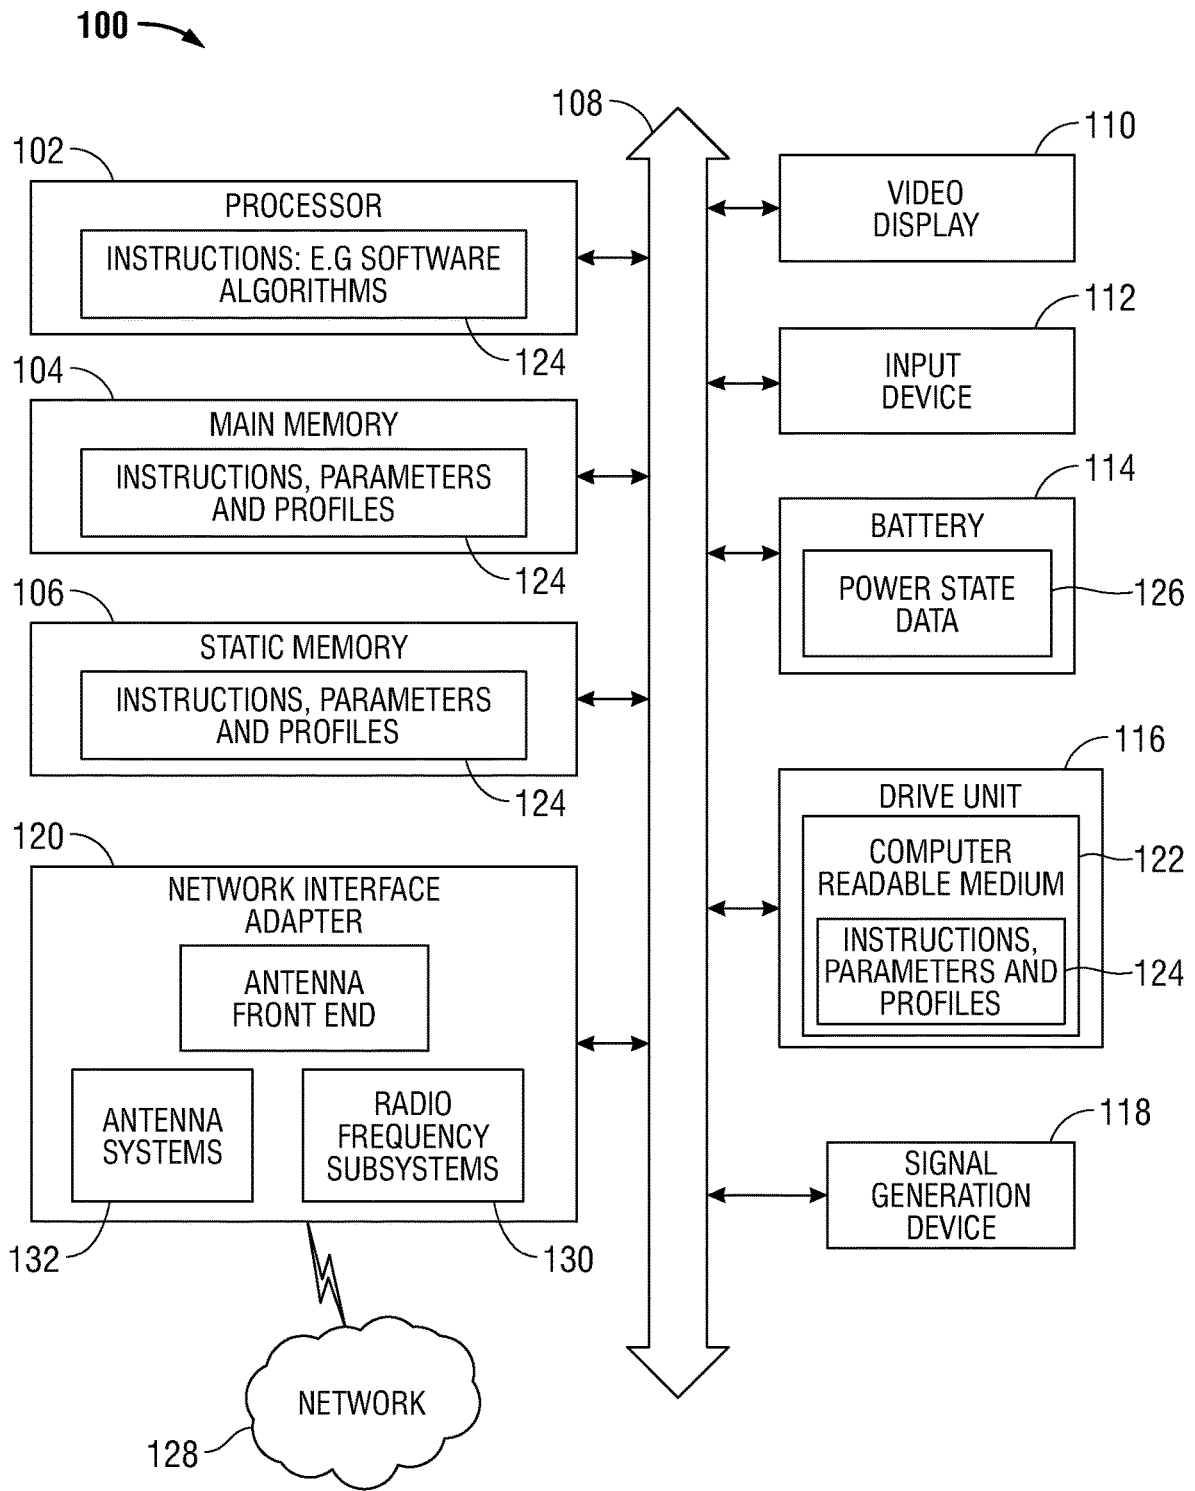 100
108
102
PROCESSOR
INSTRUCTIONS: E.G SOFTWARE
ALGORITHMS
124
104
MAIN MEMORY
INSTRUCTIONS, PARAMETERS
AND PROFILES
124
106
STATIC MEMORY
INSTRUCTIONS, PARAMETERS
AND PROFILES
124
120
NETWORK INTERFACE
ADAPTER
ANTENNA
FRONT END
ANTENNA
SYSTEMS
RADIO
FREQUENCY
SUBSYSTEMS
132
130
NETWORK
128
110
VIDEO
DISPLAY
112
INPUT
DEVICE
114
BATTERY
POWER STATE
DATA
126
116
DRIVE UNIT
COMPUTER
READABLE MEDIUM
122
INSTRUCTIONS,
PARAMETERS AND
PROFILES
124
118
SIGNAL
GENERATION
DEVICE